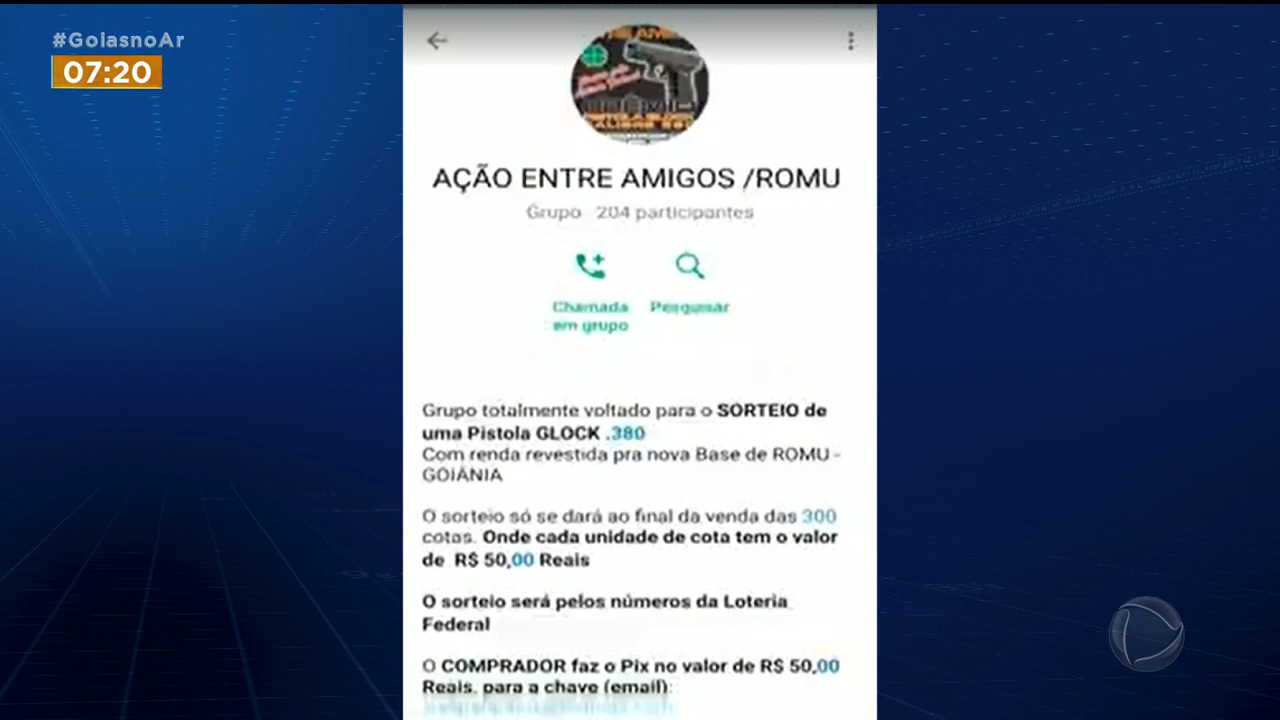 #GoiasnoAr
07:20
AÇÃO ENTRE AMIGOS /ROMU
Grupo · 204 participantes
Chamada
em grupo
Pesquisar
Grupo totalmente voltado para o SORTEIO de
uma Pistola GLOCK .380
Com renda revestida pra nova Base de ROMU -
GOIÂNIA
O sorteio só se dará ao final da venda das 300
cotas. Onde cada unidade de cota tem o valor
de R$ 50,00 Reais
O sorteio será pelos números da Loteria
Federal
O COMPRADOR faz o Pix no valor de R$ 50,00
Reais, para a chave (email):